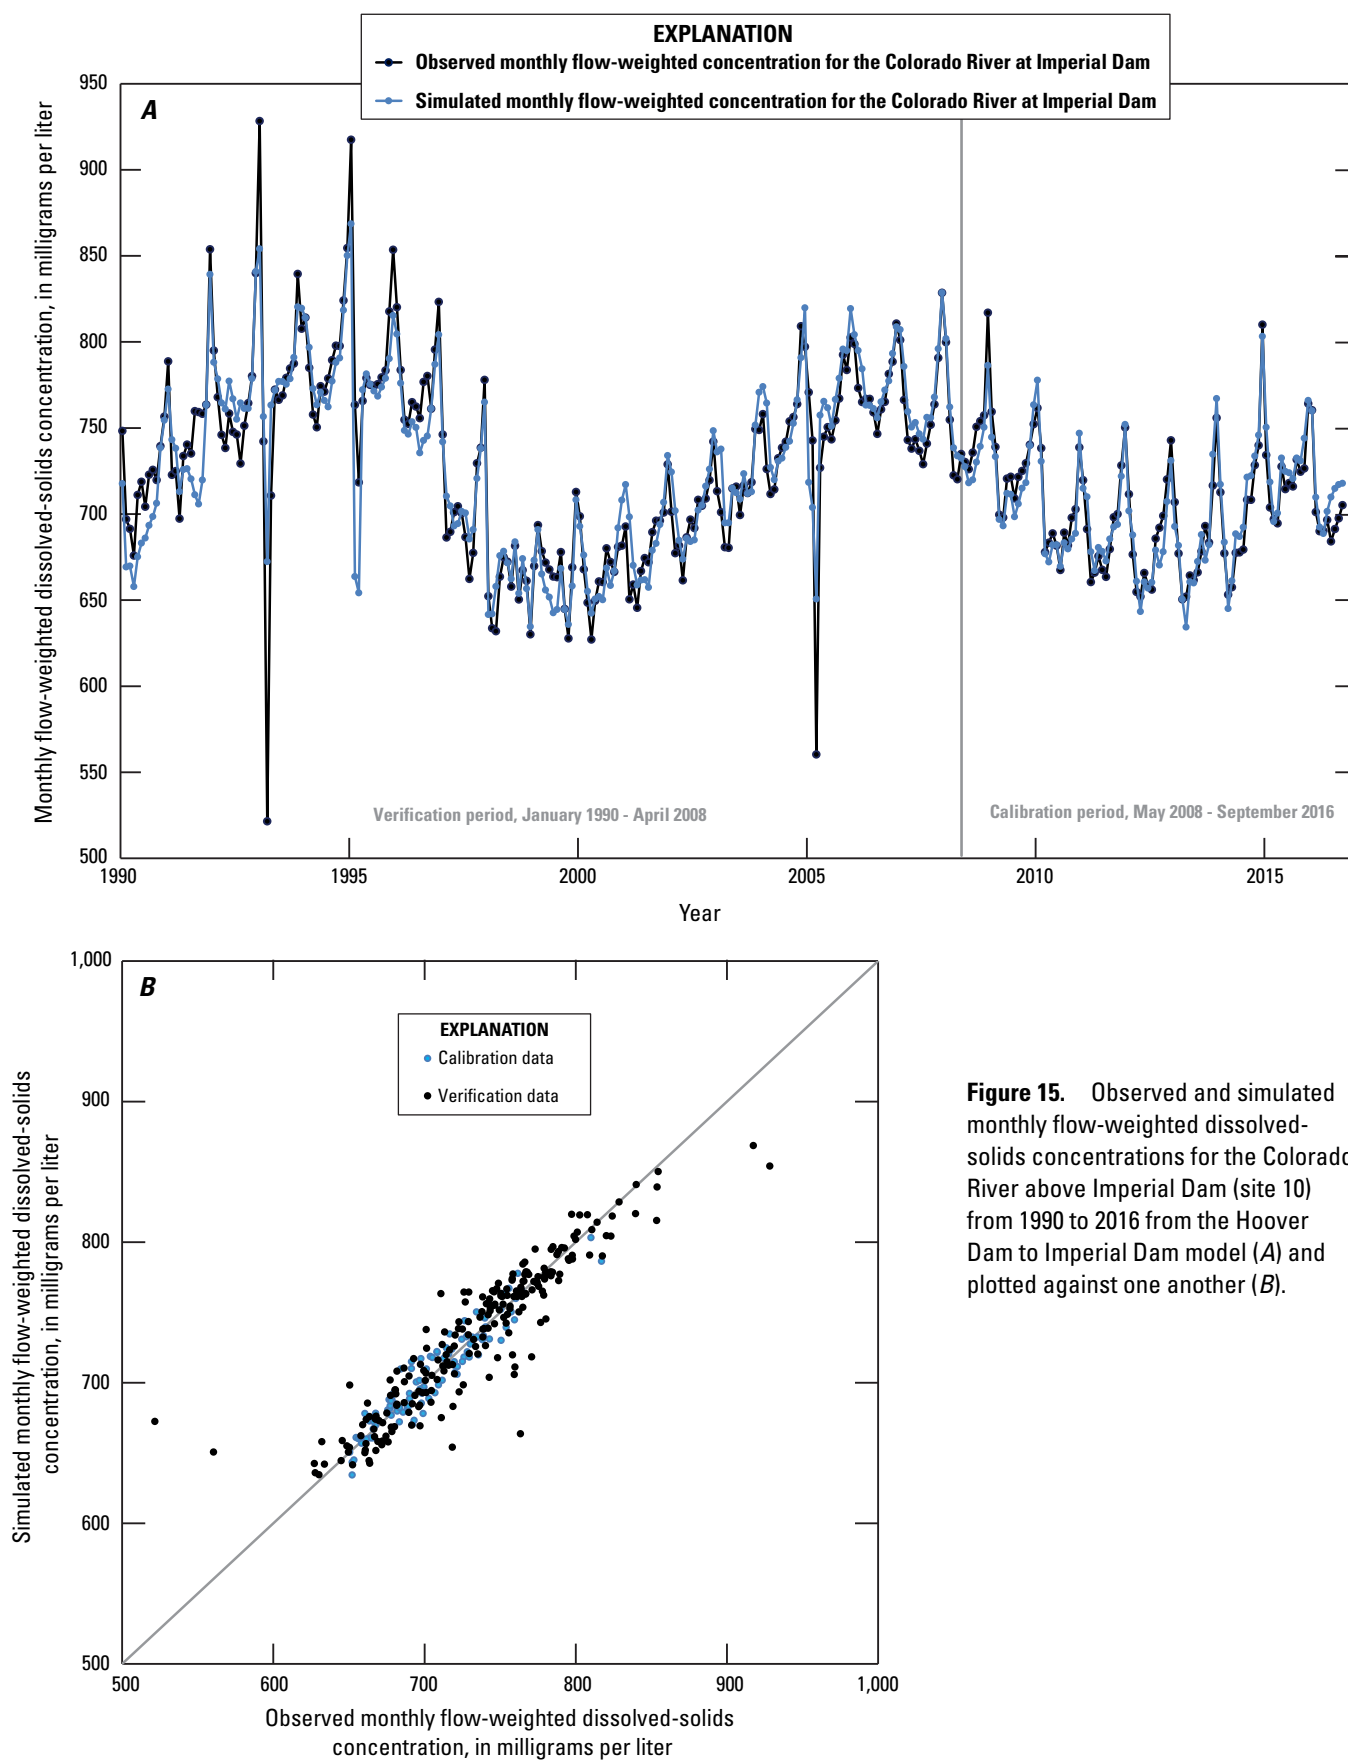 EXPLANATION
Observed monthly flow-weighted concentration for the Colorado River at Imperial Dam
Simulated monthly flow-weighted concentration for the Colorado River at Imperial Dam
A
Monthly flow-weighted dissolved-solids concentration, in milligrams per liter
950
900
850
800
750
700
650
600
550
500
Verification period, January 1990 - April 2008
Calibration period, May 2008 - September 2016
1990
1995
2000
2005
2010
2015
Year
B
Simulated monthly flow-weighted dissolved-solids
concentration, in milligrams per liter
1,000
900
800
700
600
500
EXPLANATION
Calibration data
Verification data
500
600
700
800
900
1,000
Observed monthly flow-weighted dissolved-solids
concentration, in milligrams per liter
Figure 15. Observed and simulated
monthly flow-weighted dissolved-
solids concentrations for the Colorado
River above Imperial Dam (site 10)
from 1990 to 2016 from the Hoover
Dam to Imperial Dam model (A) and
plotted against one another (B).